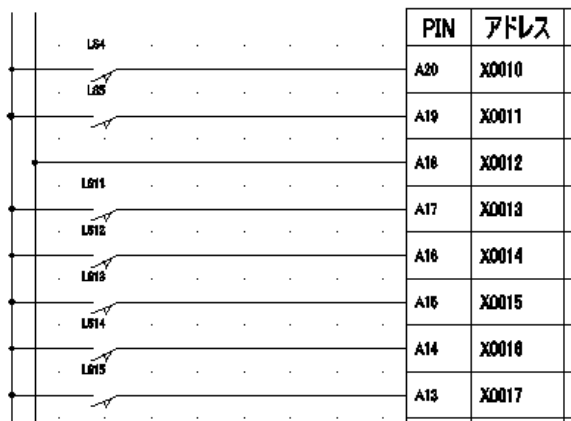 PIN アドレス
LS4
A20 X0010
LS5
A19 X0011
A18 X0012
LS11
A17 X0013
LS12
A16 X0014
LS13
A15 X0015
LS14
A14 X0016
LS15
A13 X0017